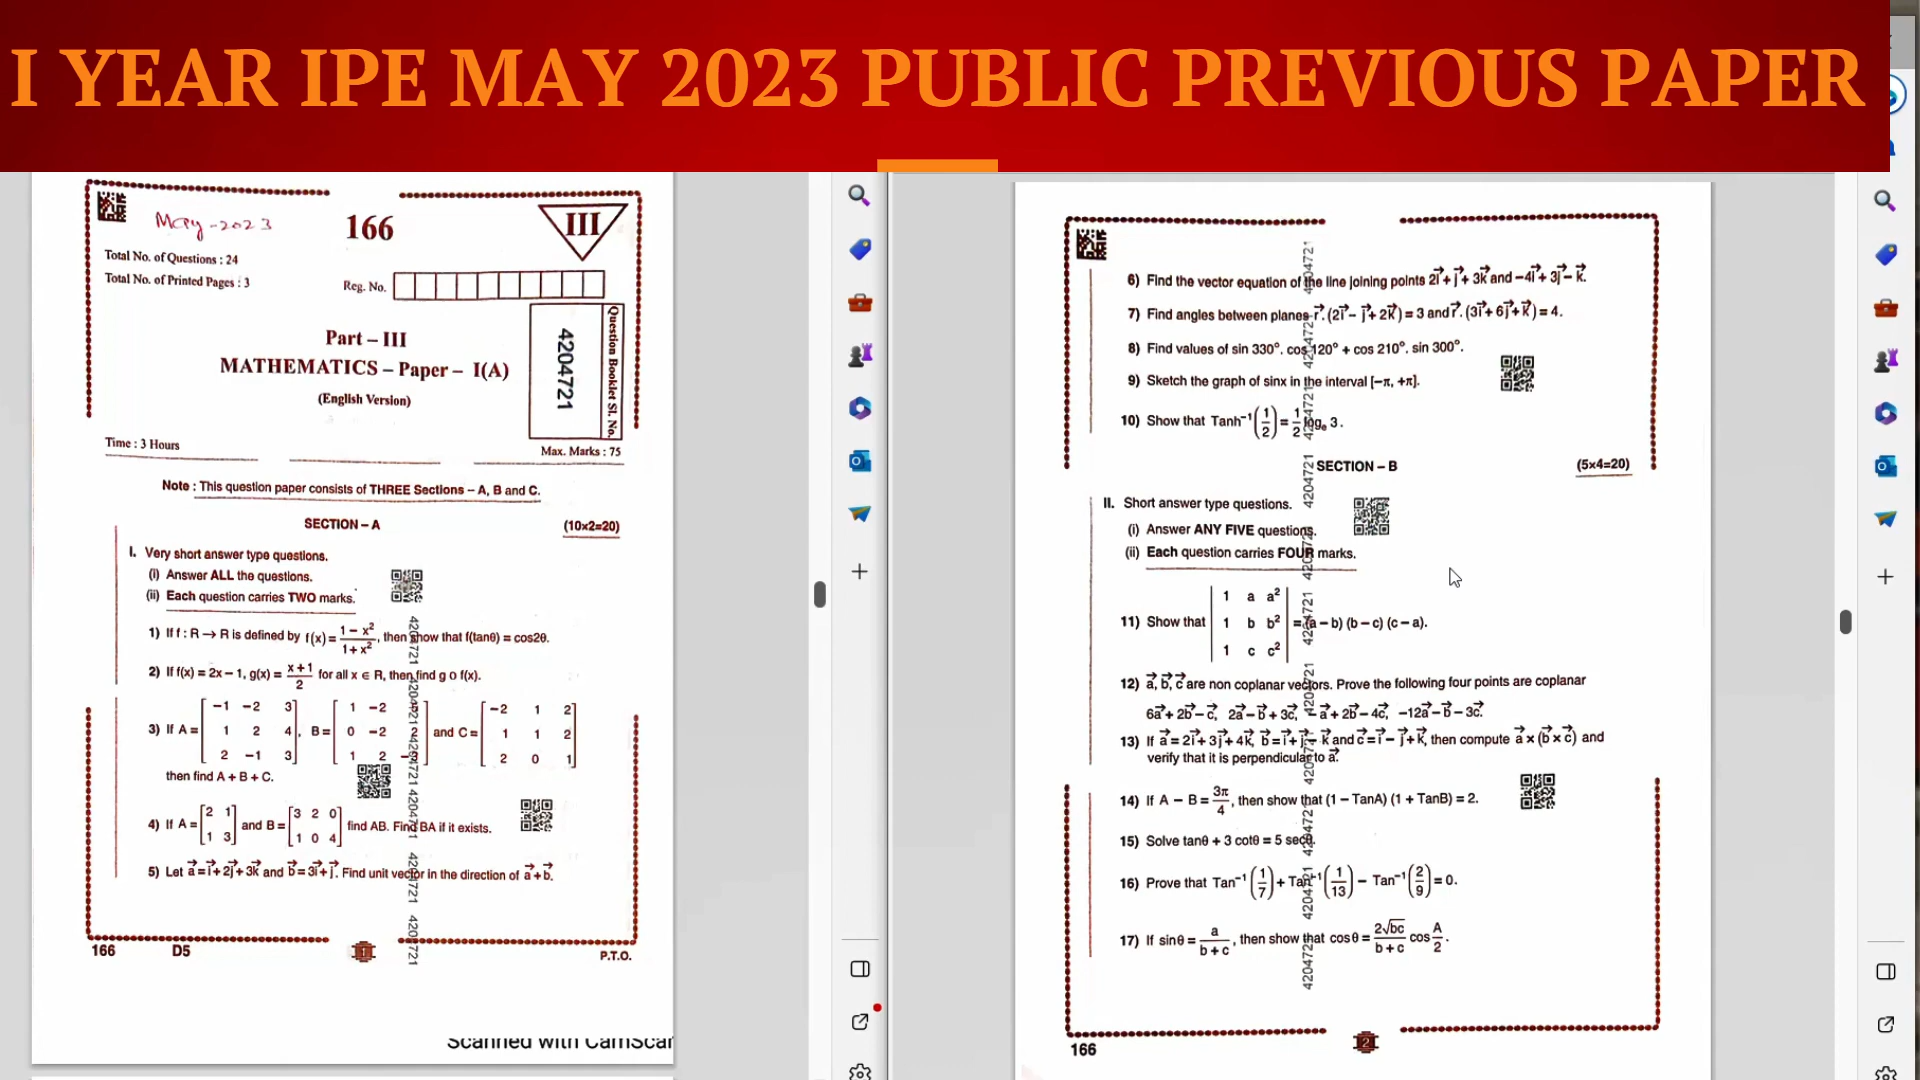 I YEAR IPE MAY 2023 PUBLIC PREVIOUS PAPER
May-2023
166
III
Total No. of Questions : 24
Total No. of Printed Pages : 3
Reg. No.
Question Booklet Sl. No.
4204721
Part – III
MATHEMATICS – Paper – I(A)
(English Version)
Time : 3 Hours
Max. Marks : 75
Note : This question paper consists of THREE Sections – A, B and C.
SECTION – A (10×2=20)
I. Very short answer type questions.
(i) Answer ALL the questions.
(ii) Each question carries TWO marks.
1) If f : R → R is defined by f(x) = (1 – x²)/(1 + x²), then show that f(tanθ) = cos2θ.
2) If f(x) = 2x – 1, g(x) = (x + 1)/2 for all x ∈ R, then find g o f(x).
3) If A = [–1 –2 3; 1 2 4; 2 –1 3], B = [1 –2; 0 –2; 1 2] and C = [–2 1 2; 1 1 2; 2 0 1]
then find A + B + C.
4) If A = [2 1; 1 3] and B = [3 2 0; 1 0 4] find AB. Find BA if it exists.
5) Let a⃗ = i⃗ + 2j⃗ + 3k⃗ and b⃗ = 3i⃗ + j⃗. Find unit vector in the direction of a⃗ + b⃗.
4204721 4204721 4204721 4204721 4204721 4204721
166 D5 1 P.T.O.
Scanned with CamScan
6) Find the vector equation of the line joining points 2i⃗ + j⃗ + 3k⃗ and –4i⃗ + 3j⃗ – k⃗.
7) Find angles between planes r⃗. (2i⃗ – j⃗ + 2k⃗) = 3 and r⃗. (3i⃗ + 6j⃗ + k⃗) = 4.
8) Find values of sin 330°. cos 120° + cos 210°. sin 300°.
9) Sketch the graph of sinx in the interval [–π, +π].
10) Show that Tanh⁻¹(1/2) = 1/2 logₑ 3.
SECTION – B (5×4=20)
II. Short answer type questions.
(i) Answer ANY FIVE questions.
(ii) Each question carries FOUR marks.
11) Show that |1 a a²; 1 b b²; 1 c c²| = (a – b) (b – c) (c – a).
12) a⃗, b⃗, c⃗ are non coplanar vectors. Prove the following four points are coplanar
6a⃗ + 2b⃗ – c⃗, 2a⃗ – b⃗ + 3c⃗, – a⃗ + 2b⃗ – 4c⃗, –12a⃗ – b⃗ – 3c⃗.
13) If a⃗ = 2i⃗ + 3j⃗ + 4k⃗, b⃗ = i⃗ + j⃗ – k⃗ and c⃗ = i⃗ – j⃗ + k⃗, then compute a⃗ × (b⃗ × c⃗) and
verify that it is perpendicular to a⃗.
14) If A – B = 3π/4, then show that (1 – TanA) (1 + TanB) = 2.
15) Solve tanθ + 3 cotθ = 5 secθ.
16) Prove that Tan⁻¹(1/7) + Tan⁻¹(1/13) – Tan⁻¹(2/9) = 0.
17) If sinθ = a/(b + c), then show that cosθ = 2√bc/(b + c) cos A/2.
166 2